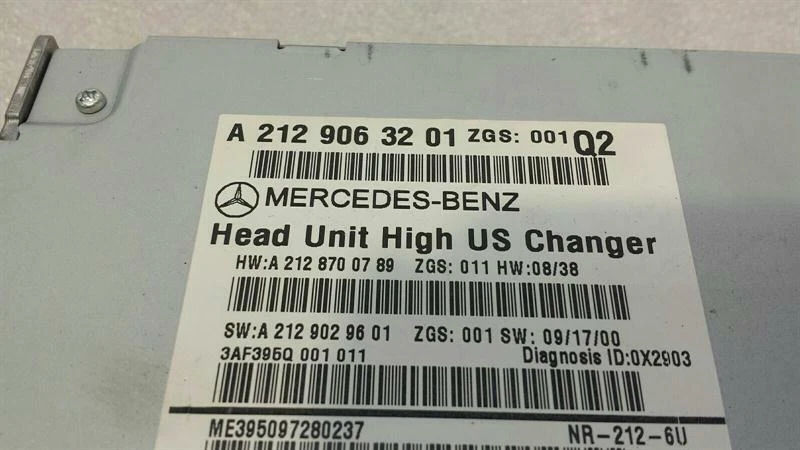 A 212 906 32 01 ZGS: 001 Q2
MERCEDES-BENZ
Head Unit High US Changer
HW:A 212 870 07 89 ZGS: 011 HW:08/38
SW:A 212 902 96 01 ZGS: 001 SW: 09/17/00
3AF395Q 001 011 Diagnosis ID:0X2903
ME395097280237 NR-212-6U